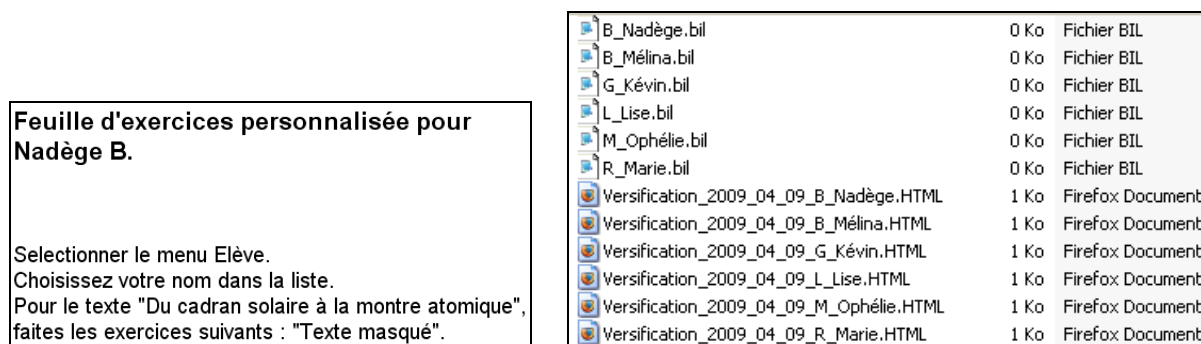 Feuille d'exercices personnalisée pour
Nadège B.
Selectionner le menu Elève.
Choisissez votre nom dans la liste.
Pour le texte "Du cadran solaire à la montre atomique",
faites les exercices suivants : "Texte masqué".
B_Nadège.bil 0 Ko Fichier BIL
B_Mélina.bil 0 Ko Fichier BIL
G_Kévin.bil 0 Ko Fichier BIL
L_Lise.bil 0 Ko Fichier BIL
M_Ophélie.bil 0 Ko Fichier BIL
R_Marie.bil 0 Ko Fichier BIL
Versification_2009_04_09_B_Nadège.HTML 1 Ko Firefox Document
Versification_2009_04_09_B_Mélina.HTML 1 Ko Firefox Document
Versification_2009_04_09_G_Kévin.HTML 1 Ko Firefox Document
Versification_2009_04_09_L_Lise.HTML 1 Ko Firefox Document
Versification_2009_04_09_M_Ophélie.HTML 1 Ko Firefox Document
Versification_2009_04_09_R_Marie.HTML 1 Ko Firefox Document